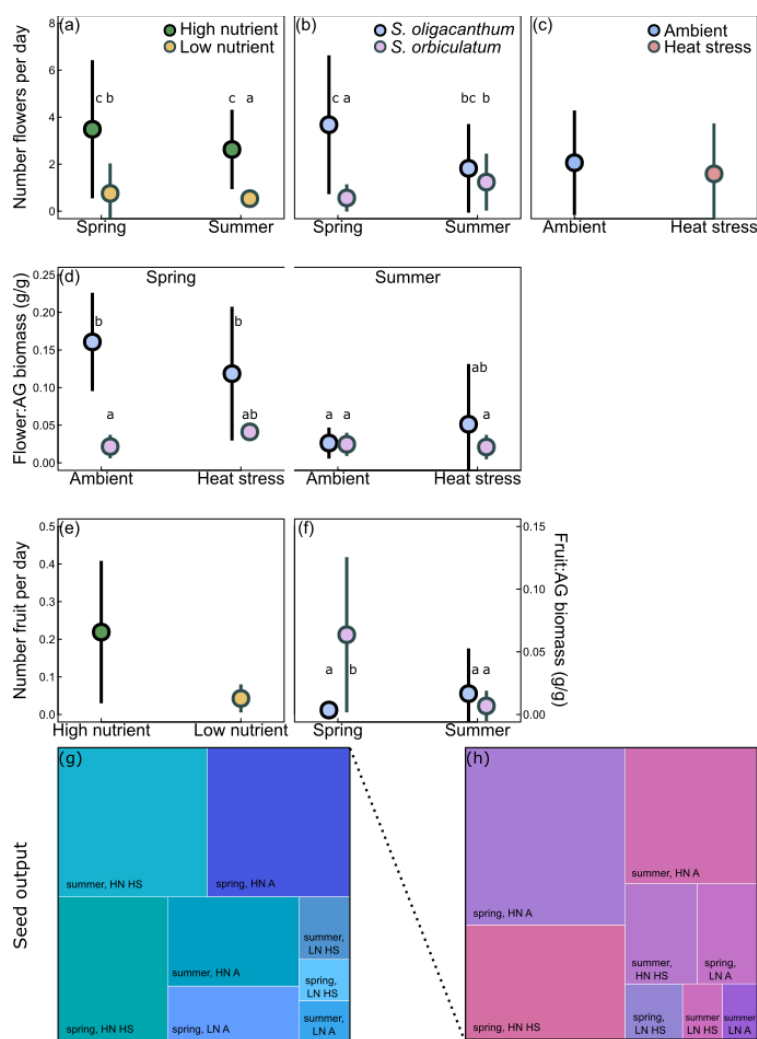 (a)
High nutrient
Low nutrient
(b)
S. oligacanthum
S. orbiculatum
(c)
Ambient
Heat stress
Number flowers per day
8
6
4
2
0
c b
c a
c a
bc b
Spring
Summer
Spring
Summer
Ambient
Heat stress
(d)
Spring
Summer
Flower:AG biomass (g/g)
0.25
0.20
0.15
0.10
0.05
0.00
b
a
b
ab
a a
ab
a
Ambient
Heat stress
Ambient
Heat stress
(e)
(f)
Number fruit per day
0.5
0.4
0.3
0.2
0.1
0.0
a
b
a a
0.15
0.10
0.05
0.00
Fruit:AG biomass (g/g)
High nutrient
Low nutrient
Spring
Summer
Seed output
(g)
summer, HN HS
spring, HN A
spring, HN HS
summer, HN A
spring, LN A
summer,
LN HS
spring,
LN HS
summer,
LN A
(h)
spring, HN A
summer, HN A
spring, HN HS
summer,
HN HS
spring,
LN A
spring,
LN HS
summer
LN HS
summer
LN A